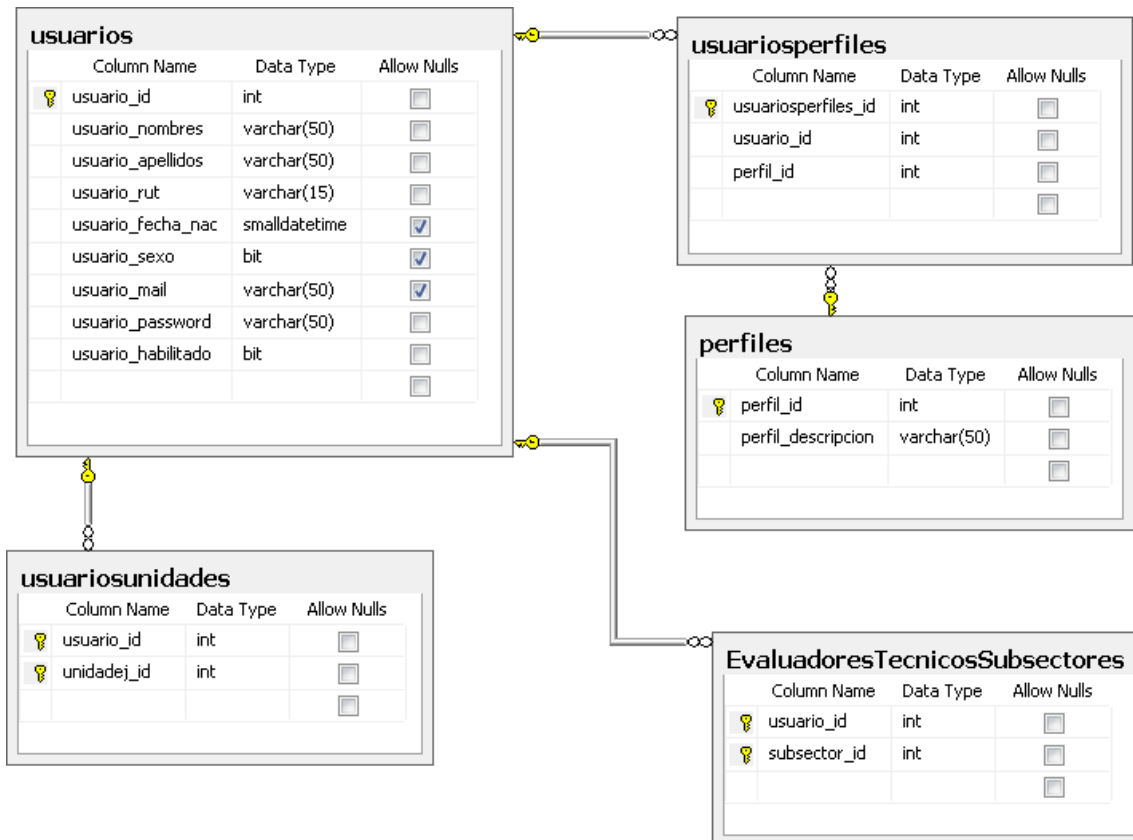 usuarios
Column Name Data Type Allow Nulls
usuario_id int
usuario_nombres varchar(50)
usuario_apellidos varchar(50)
usuario_rut varchar(15)
usuario_fecha_nac smalldatetime
usuario_sexo bit
usuario_mail varchar(50)
usuario_password varchar(50)
usuario_habilitado bit
usuariosperfiles
Column Name Data Type Allow Nulls
usuariosperfiles_id int
usuario_id int
perfil_id int
perfiles
Column Name Data Type Allow Nulls
perfil_id int
perfil_descripcion varchar(50)
usuariosunidades
Column Name Data Type Allow Nulls
usuario_id int
unidadej_id int
EvaluadoresTecnicosSubsectores
Column Name Data Type Allow Nulls
usuario_id int
subsector_id int